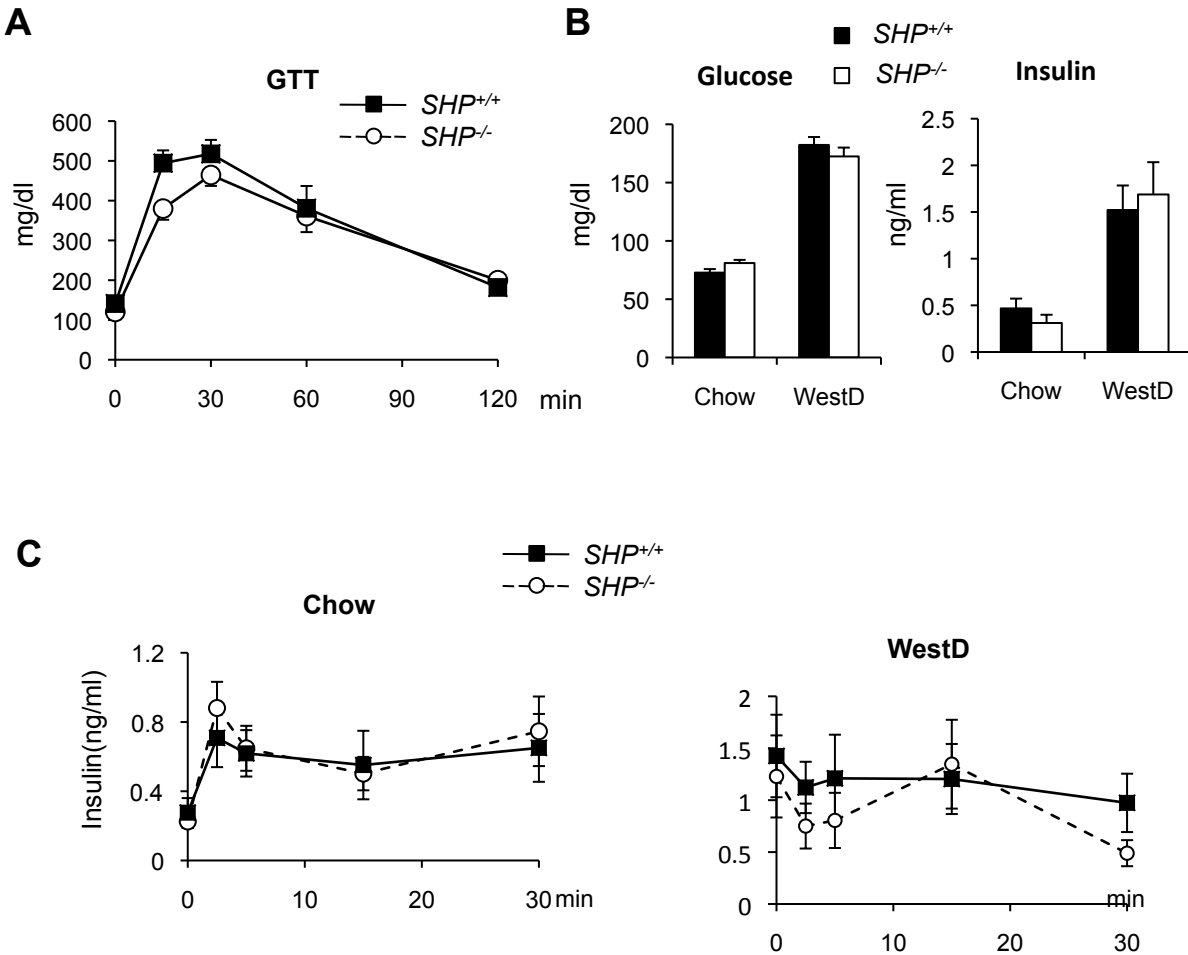 A
GTT
SHP+/+
SHP-/-
mg/dl
600
500
400
300
200
100
0
0 30 60 90 120 min
B
SHP+/+
SHP-/-
Glucose
mg/dl
200
150
100
50
0
Chow WestD
Insulin
ng/ml
2.5
2
1.5
1
0.5
0
Chow WestD
C
SHP+/+
SHP-/-
Chow
Insulin(ng/ml)
1.2
0.8
0.4
0
0 10 20 30 min
WestD
2
1.5
1
0.5
0
min
0 10 20 30